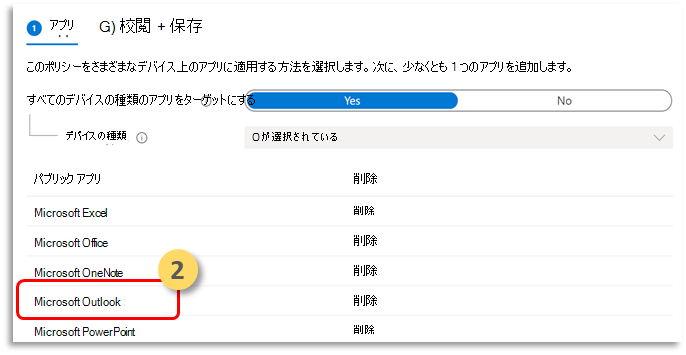 1 アプリ G) 校閲 + 保存
このポリシーをさまざまなデバイス上のアプリに適用する方法を選択します。次に、少なくとも 1 つのアプリを追加します。
すべてのデバイスの種類のアプリをターゲットにする Yes No
デバイスの種類 0 が選択されている
パブリック アプリ 削除
Microsoft Excel 削除
Microsoft Office 削除
Microsoft OneNote 削除
2
Microsoft Outlook 削除
Microsoft PowerPoint 削除